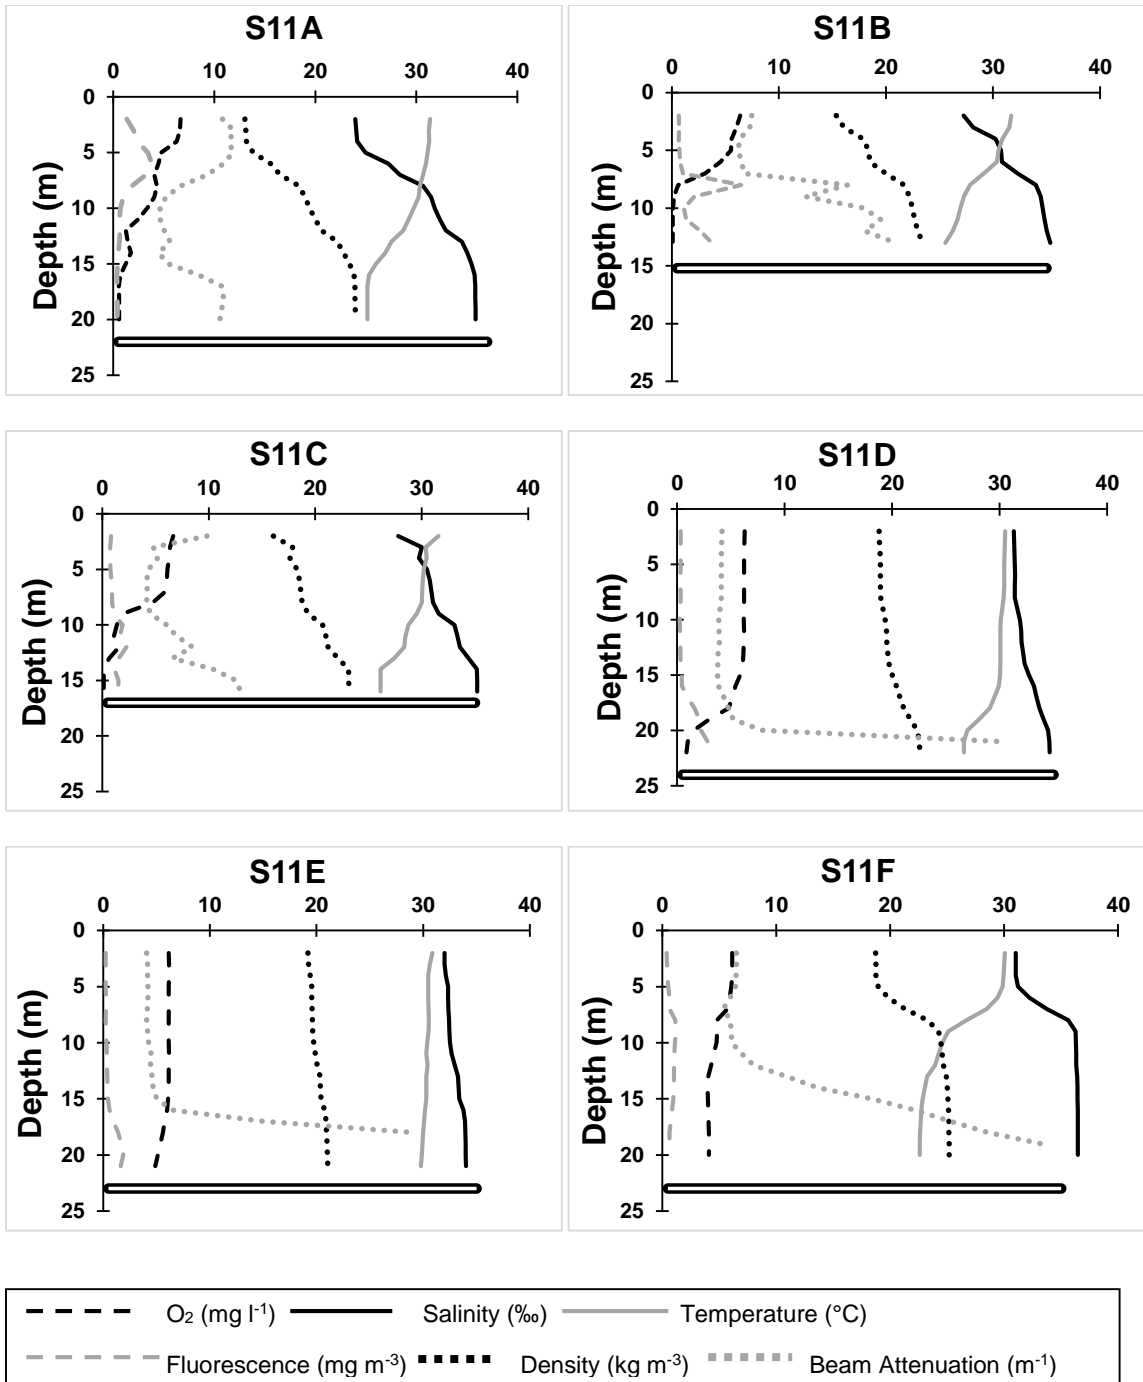 S11A
0 10 20 30 40
0
5
10
15
20
25
Depth (m)
S11B
0 10 20 30 40
0
5
10
15
20
25
Depth (m)
S11C
0 10 20 30 40
0
5
10
15
20
25
Depth (m)
S11D
0 10 20 30 40
0
5
10
15
20
25
Depth (m)
S11E
0 10 20 30 40
0
5
10
15
20
25
Depth (m)
S11F
0 10 20 30 40
0
5
10
15
20
25
Depth (m)
O₂ (mg l⁻¹) Salinity (‰) Temperature (°C)
Fluorescence (mg m⁻³) Density (kg m⁻³) Beam Attenuation (m⁻¹)